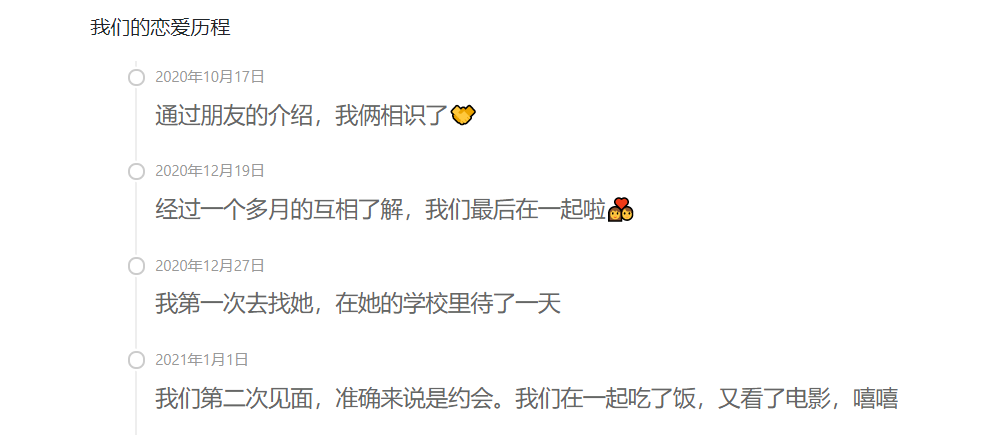 我们的恋爱历程
2020年10月17日
通过朋友的介绍，我俩相识了🤝
2020年12月19日
经过一个多月的互相了解，我们最后在一起啦💑
2020年12月27日
我第一次去找她，在她的学校里待了一天
2021年1月1日
我们第二次见面，准确来说是约会。我们在一起吃了饭，又看了电影，嘻嘻